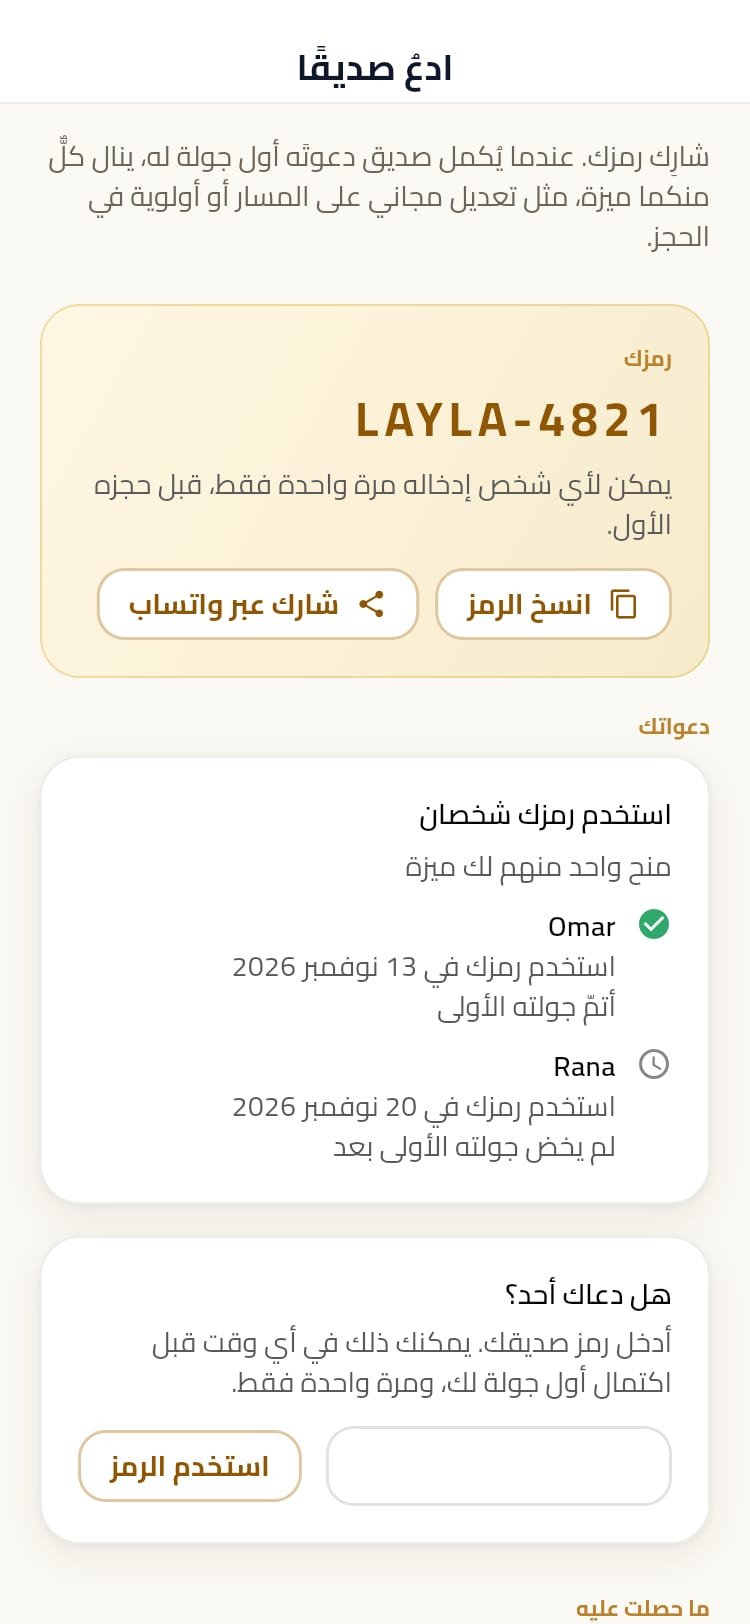 ادعُ صديقًا
شارِك رمزك. عندما يُكمل صديق دعوتَه أول جولة له، ينال كلٌّ
منكما ميزة، مثل تعديل مجاني على المسار أو أولوية في
الحجز.
رمزك
LAYLA-4821
يمكن لأي شخص إدخاله مرة واحدة فقط، قبل حجزه
الأول.
انسخ الرمز
شارك عبر واتساب
دعواتك
استخدم رمزك شخصان
منح واحد منهم لك ميزة
Omar
استخدم رمزك في 13 نوفمبر 2026
أتمّ جولته الأولى
Rana
استخدم رمزك في 20 نوفمبر 2026
لم يخض جولته الأولى بعد
هل دعاك أحد؟
أدخل رمز صديقك. يمكنك ذلك في أي وقت قبل
اكتمال أول جولة لك، ومرة واحدة فقط.
استخدم الرمز
ما حصلت عليه